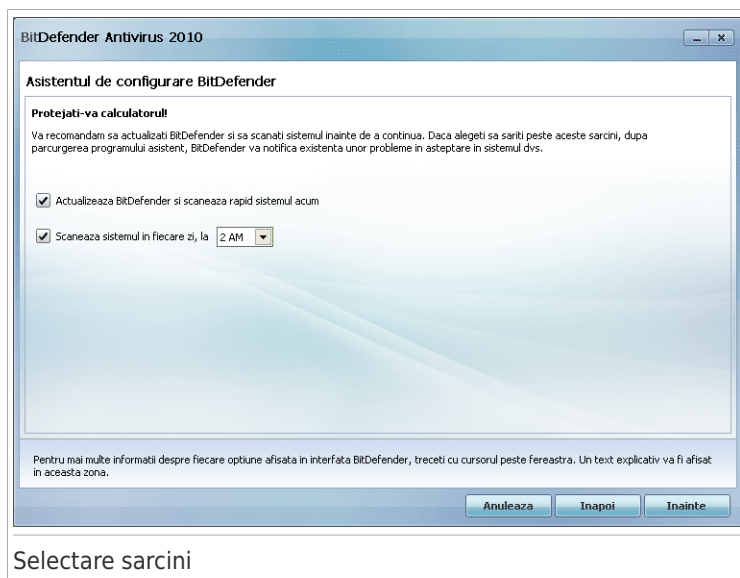 BitDefender Antivirus 2010
Asistentul de configurare BitDefender
Protejati-va calculatorul!
Va recomandam sa actualizati BitDefender si sa scanati sistemul inainte de a continua. Daca alegeti sa sariti peste aceste sarcini, dupa
parcurgerea programului asistent, BitDefender va notifica existenta unor probleme in asteptare in sistemul dvs.
Actualizeaza BitDefender si scaneaza rapid sistemul acum
Scaneaza sistemul in fiecare zi, la 2 AM
Pentru mai multe informatii despre fiecare optiune afisata in interfata BitDefender, treceti cu cursorul peste fereastra. Un text explicativ va fi afisat
in aceasta zona.
Anuleaza Inapoi Inainte
Selectare sarcini